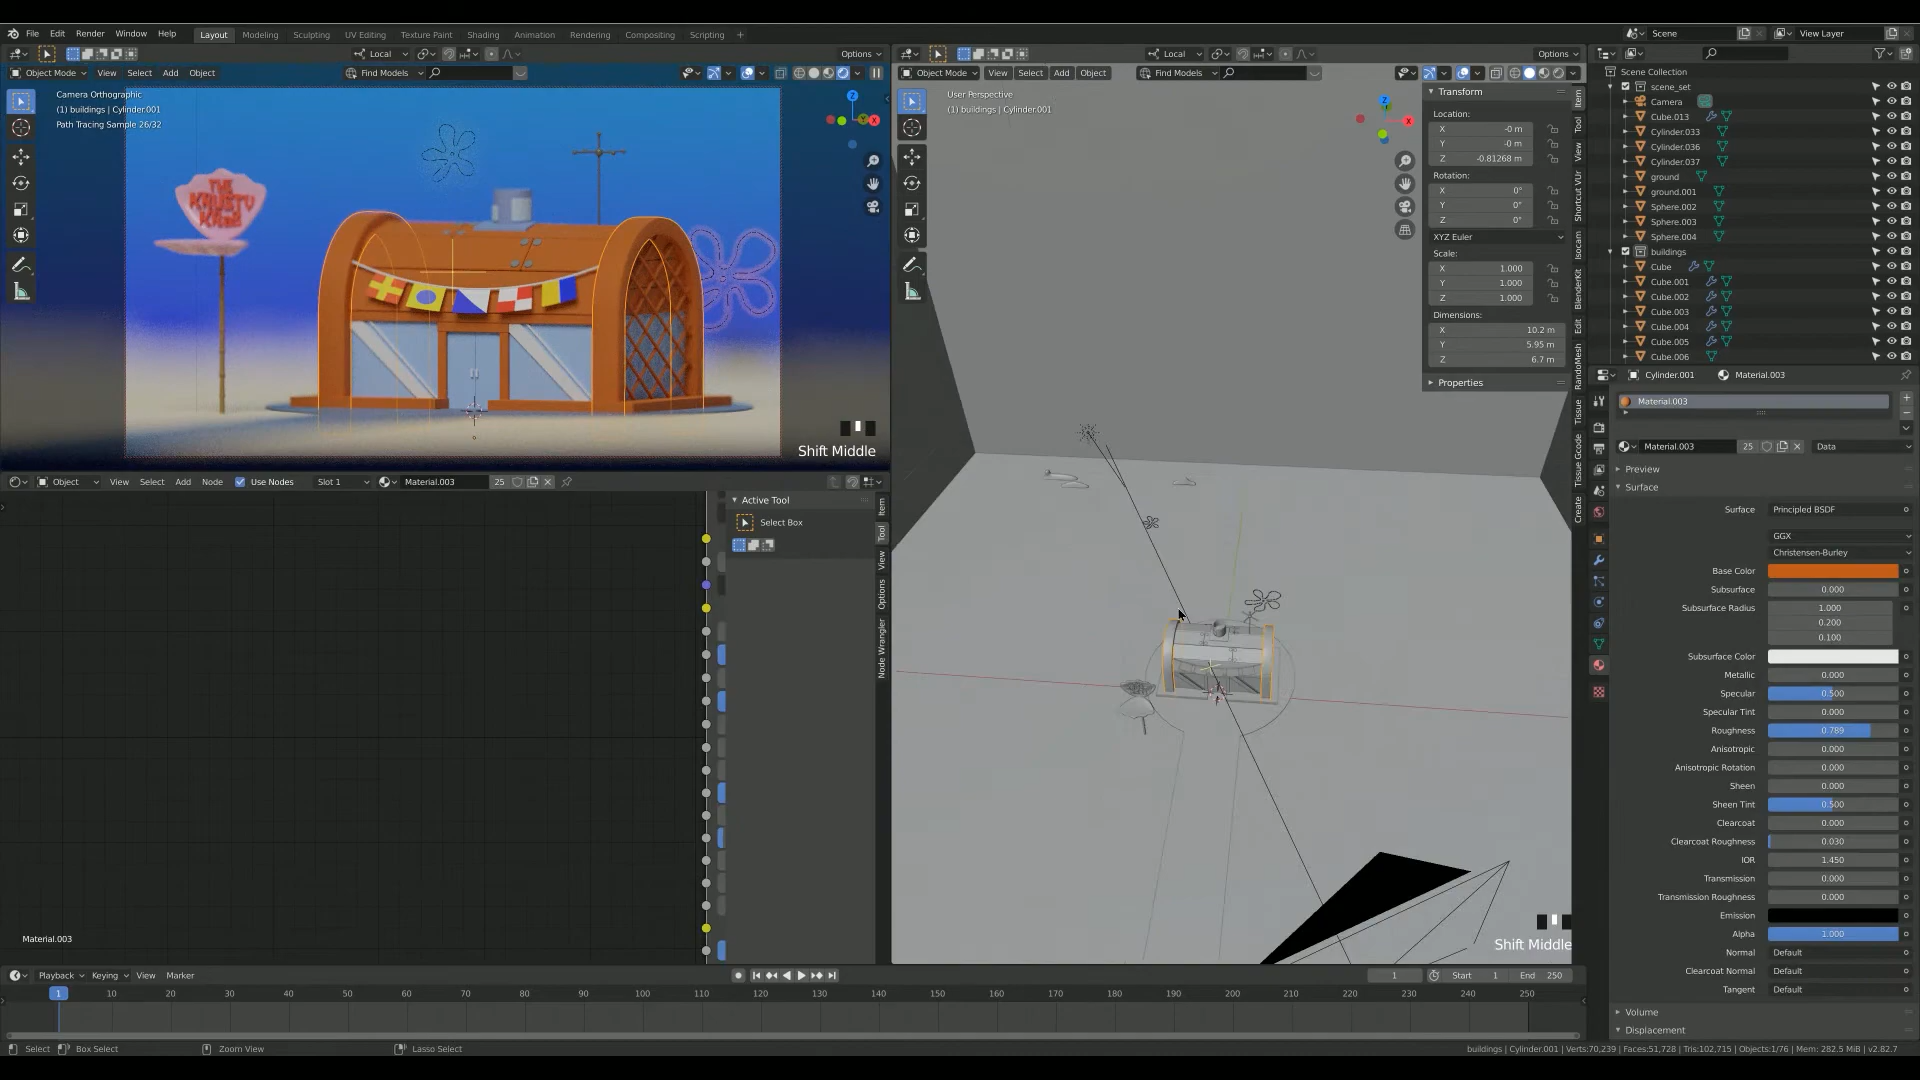 File Edit Render Window Help Layout Modeling Sculpting UV Editing Texture Paint Shading Animation Rendering Compositing Scripting + Scene View Layer
Local Options Local Options
Object Mode View Select Add Object Find Models Object Mode View Select Add Object Find Models
Camera Orthographic
(1) buildings | Cylinder.001
Path Tracing Sample 26/32
THE
KRUSTY
KRAB
Shift Middle
User Perspective
(1) buildings | Cylinder.001
Shift Middle
Transform
Location:
X -0 m
Y -0 m
Z -0.81268 m
Rotation:
X 0°
Y 0°
Z 0°
XYZ Euler
Scale:
X 1.000
Y 1.000
Z 1.000
Dimensions:
X 10.2 m
Y 5.95 m
Z 6.7 m
Properties
Item
Tool
View
Shortcut VUr
Isocam
BlenderKit
Edit
RandoMesh
Tissue
Tissue Gcode
Create
Scene Collection
scene_set
Camera
Cube.013
Cylinder.033
Cylinder.036
Cylinder.037
ground
ground.001
Sphere.002
Sphere.003
Sphere.004
buildings
Cube
Cube.001
Cube.002
Cube.003
Cube.004
Cube.005
Cube.006
Cylinder.001 Material.003
Material.003
Material.003 25 Data
Preview
Surface
Surface Principled BSDF
GGX
Christensen-Burley
Base Color
Subsurface 0.000
Subsurface Radius 1.000
0.200
0.100
Subsurface Color
Metallic 0.000
Specular 0.500
Specular Tint 0.000
Roughness 0.789
Anisotropic 0.000
Anisotropic Rotation 0.000
Sheen 0.000
Sheen Tint 0.500
Clearcoat 0.000
Clearcoat Roughness 0.030
IOR 1.450
Transmission 0.000
Transmission Roughness 0.000
Emission
Alpha 1.000
Normal Default
Clearcoat Normal Default
Tangent Default
Volume
Displacement
Object View Select Add Node Use Nodes Slot 1 Material.003 25
Active Tool
Select Box
Item
Tool
View
Options
Node Wrangler
Material.003
Playback Keying View Marker 1 Start 1 End 250
1 10 20 30 40 50 60 70 80 90 100 110 120 130 140 150 160 170 180 190 200 210 220 230 240 250
Select Box Select Zoom View Lasso Select buildings | Cylinder.001 | Verts:70,239 | Faces:51,728 | Tris:102,715 | Objects:1/76 | Mem: 282.5 MiB | v2.82.7